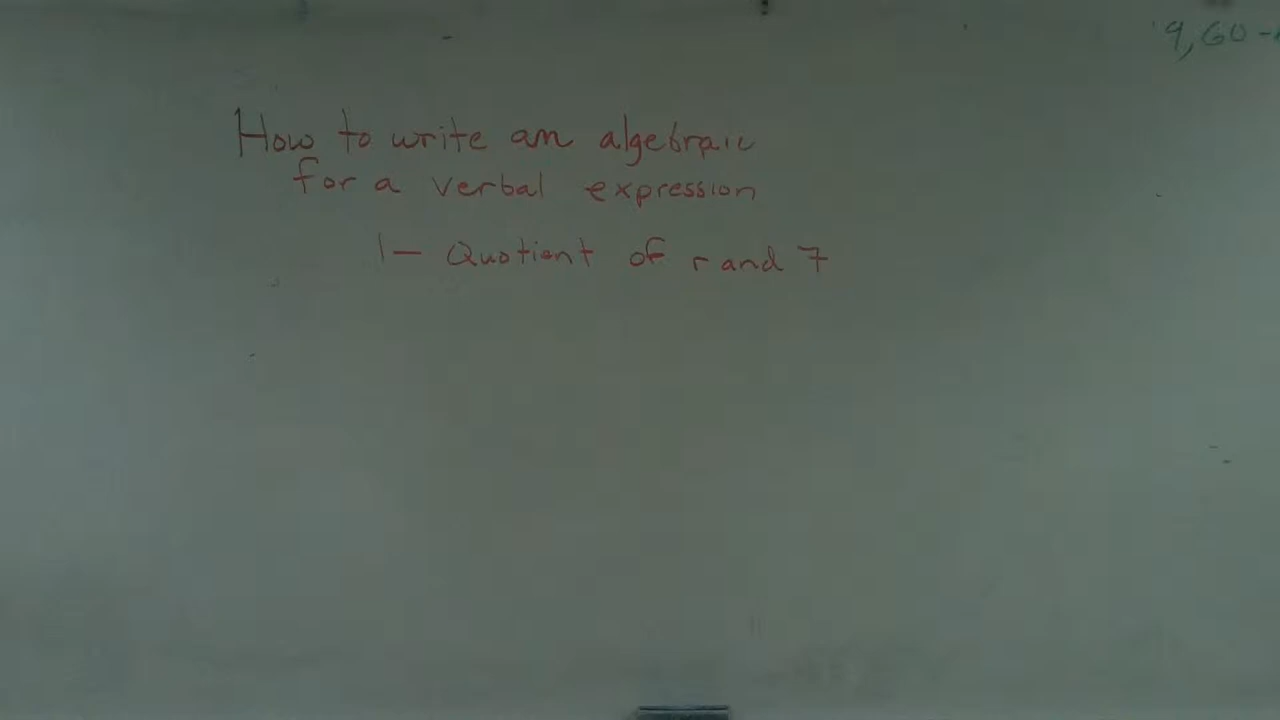 How to write an algebraic
for a verbal expression
1- Quotient of r and 7